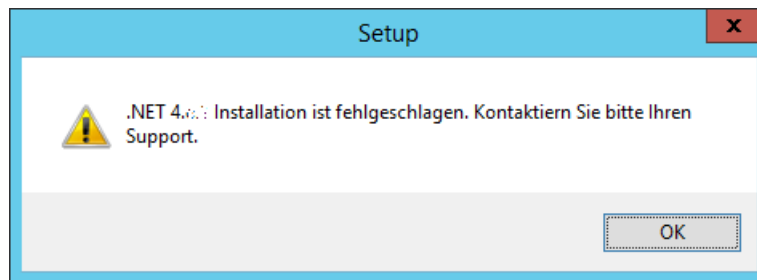 Setup
x
.NET 4. Installation ist fehlgeschlagen. Kontaktiern Sie bitte Ihren
Support.
OK